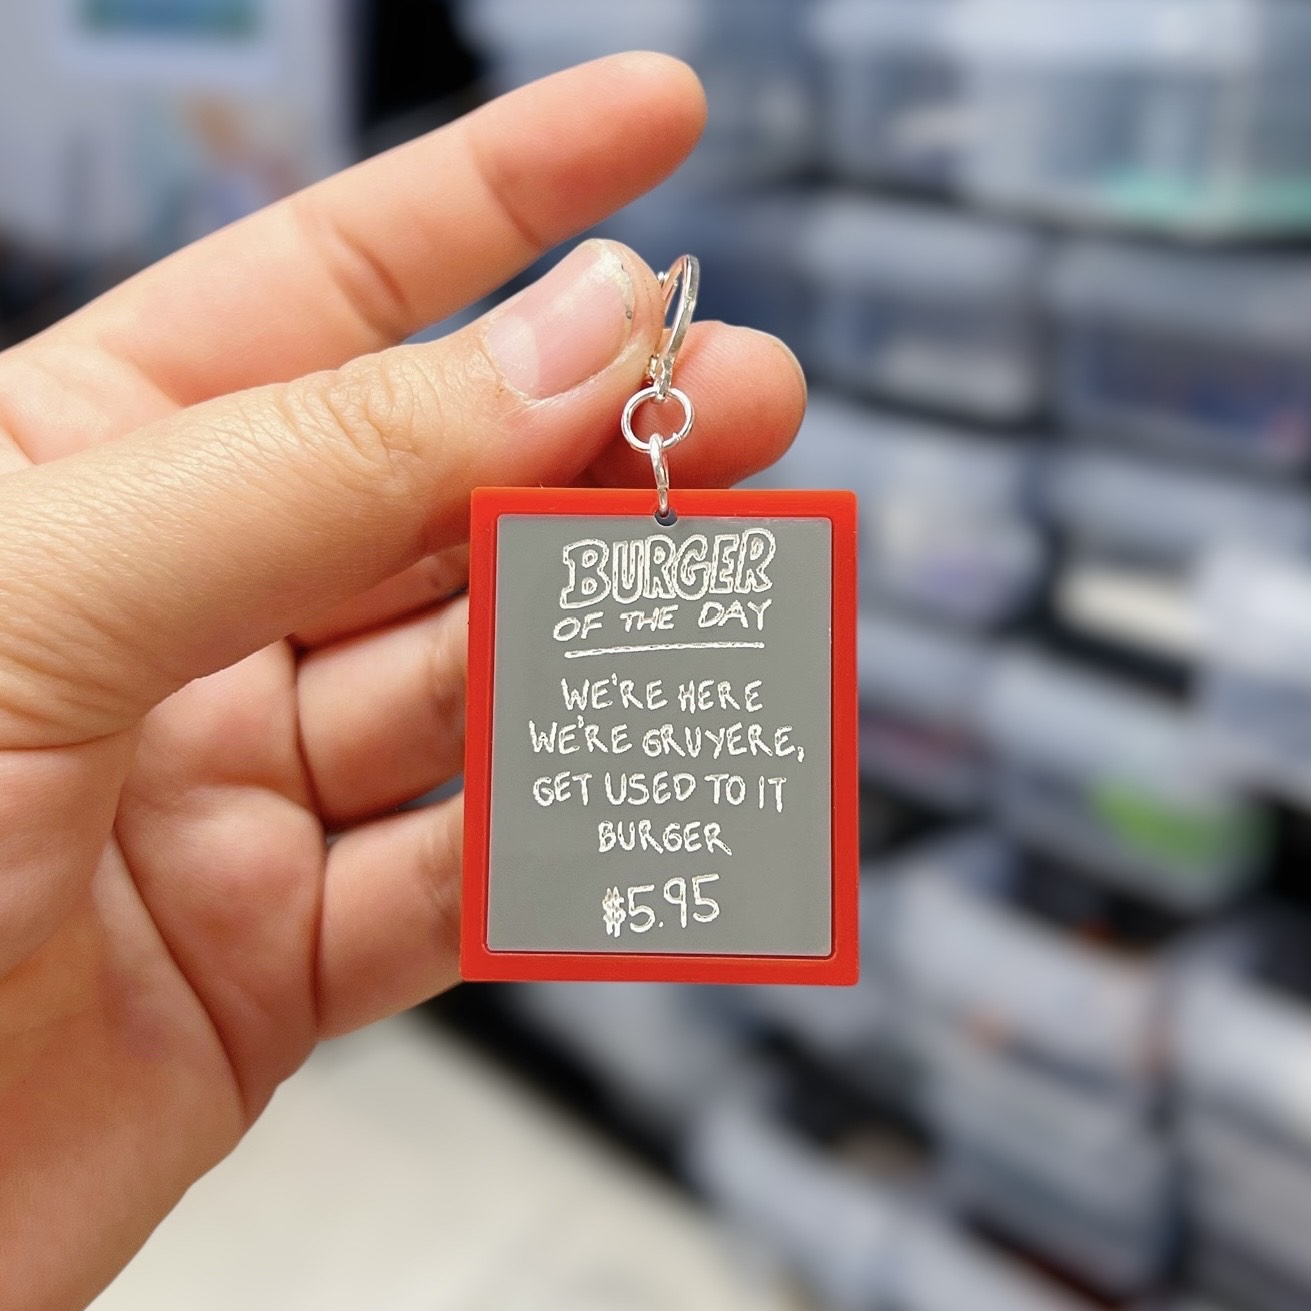 BURGER
OF THE DAY
WE'RE HERE
WE'RE GRUYERE,
GET USED TO IT
BURGER
$5.95